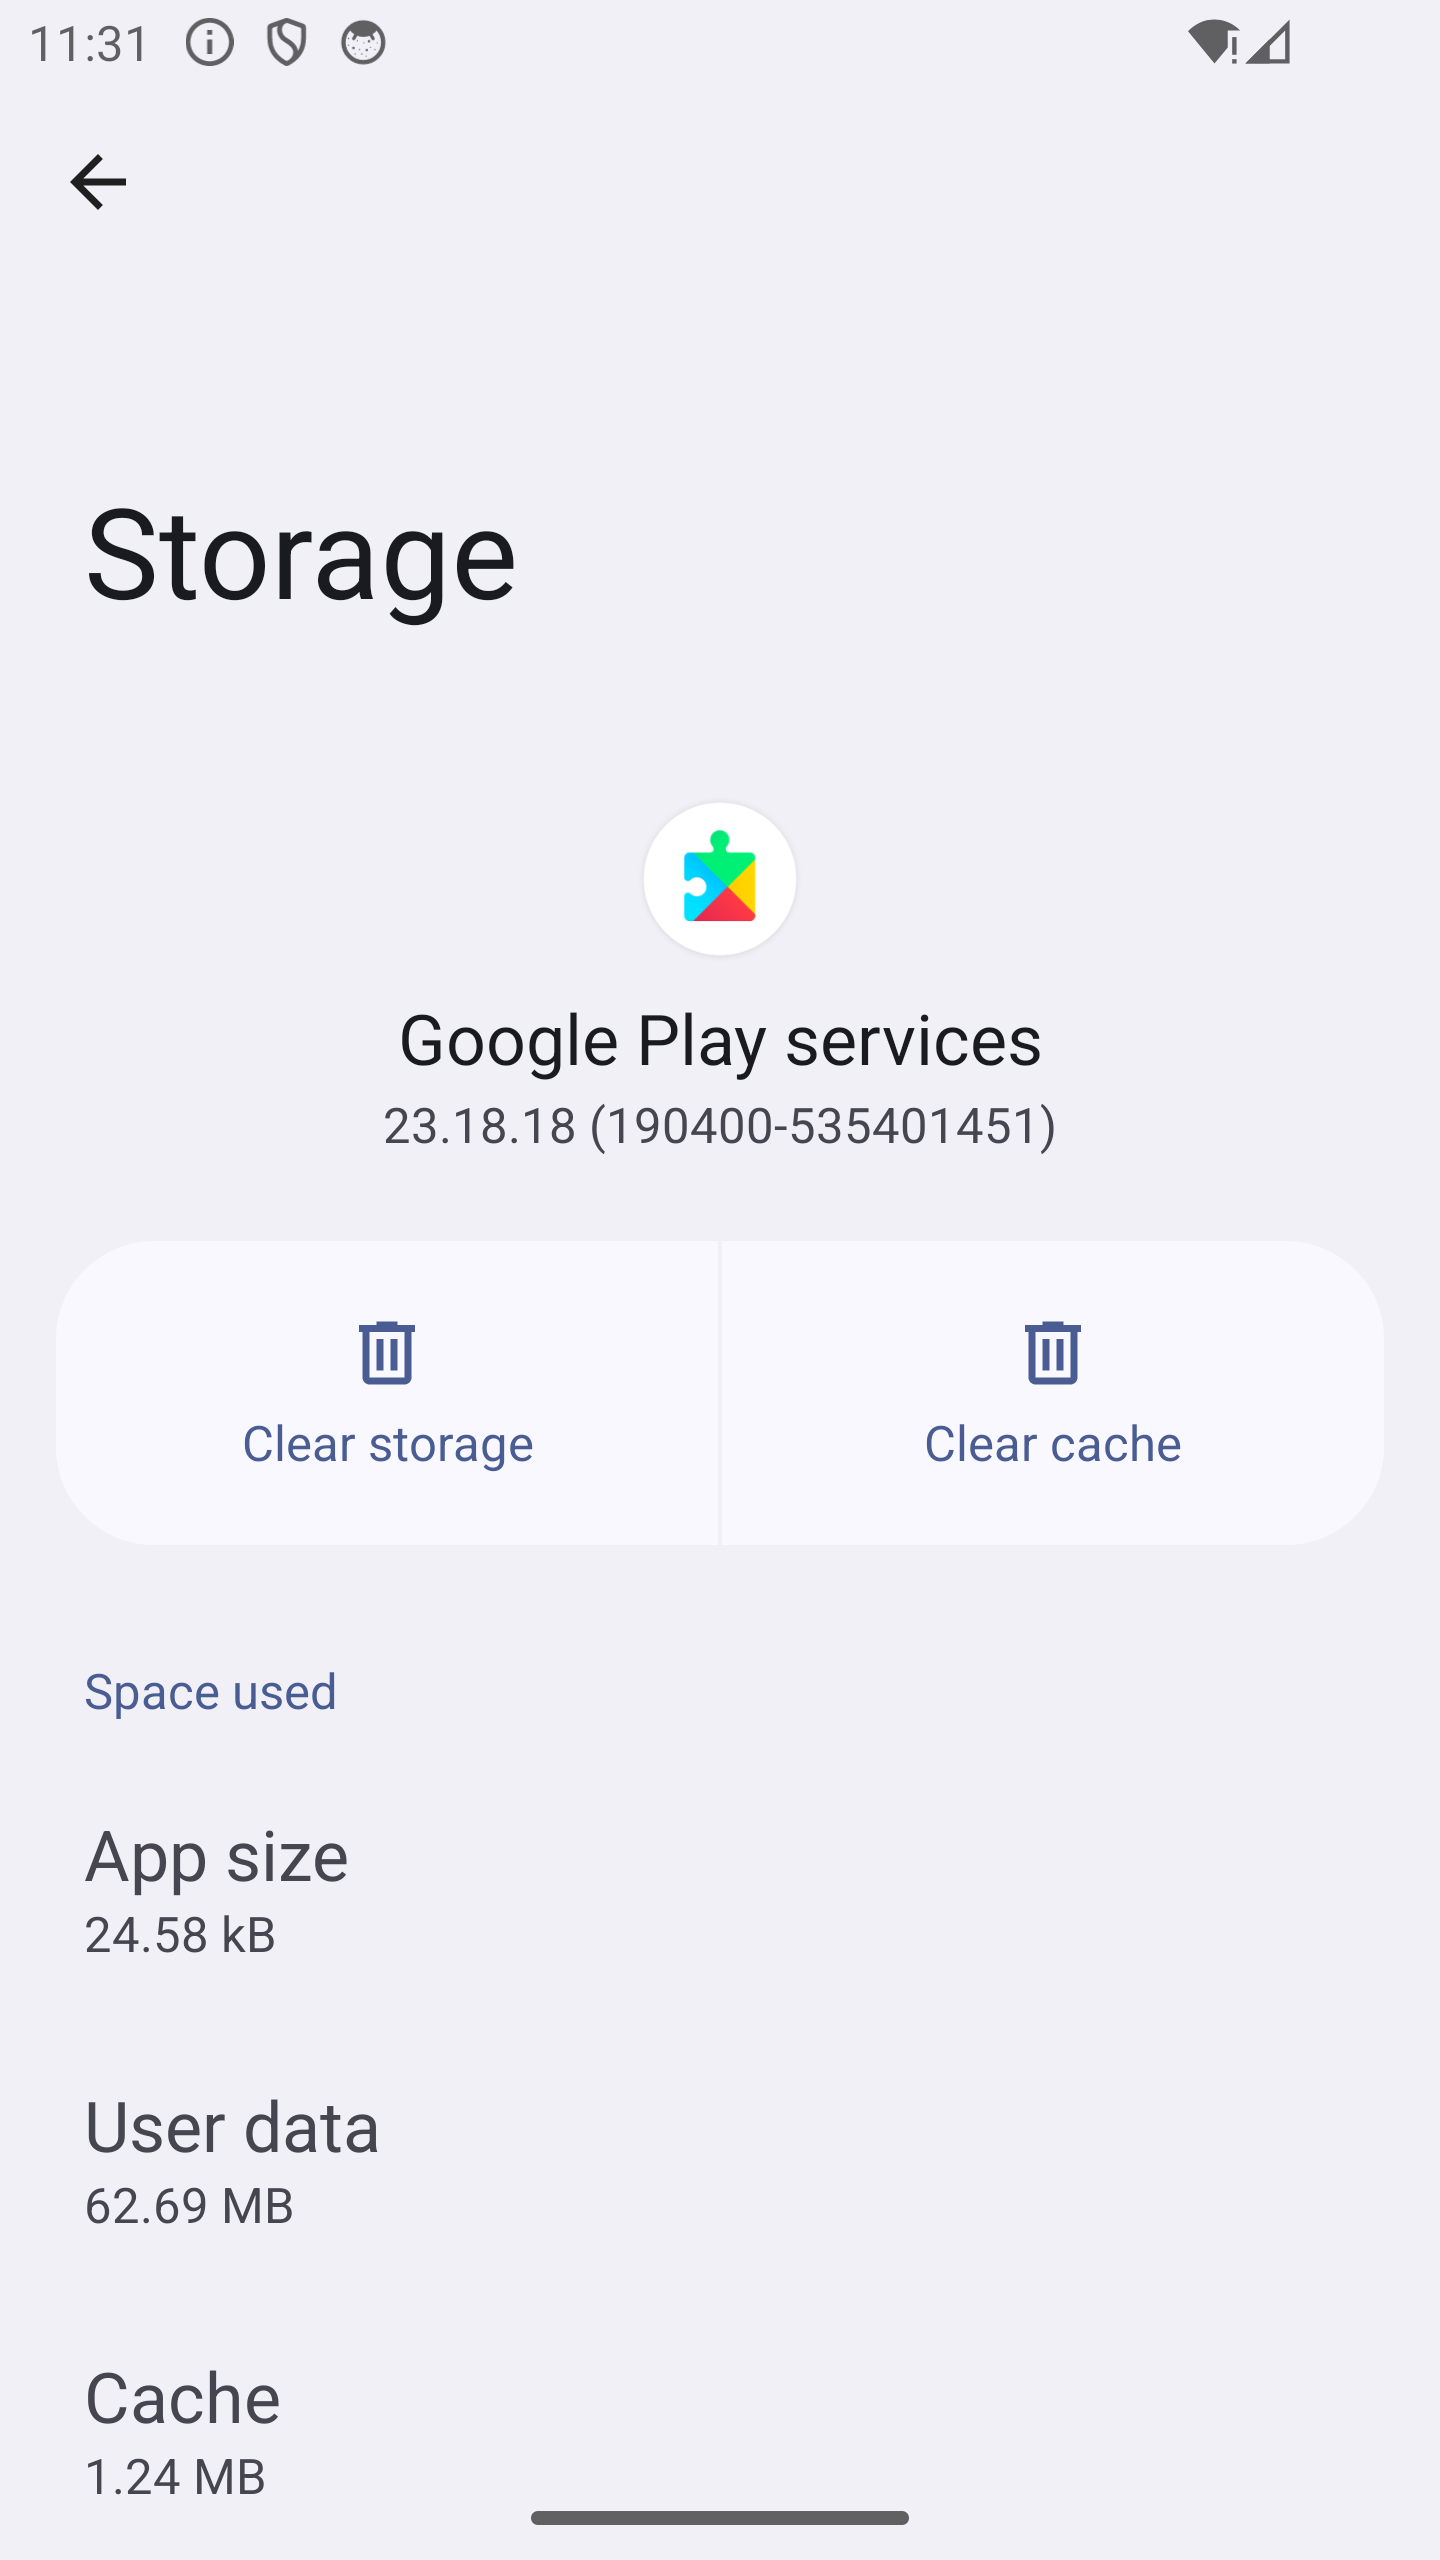 11:31
Storage
Google Play services
23.18.18 (190400-535401451)
Clear storage
Clear cache
Space used
App size
24.58 kB
User data
62.69 MB
Cache
1.24 MB